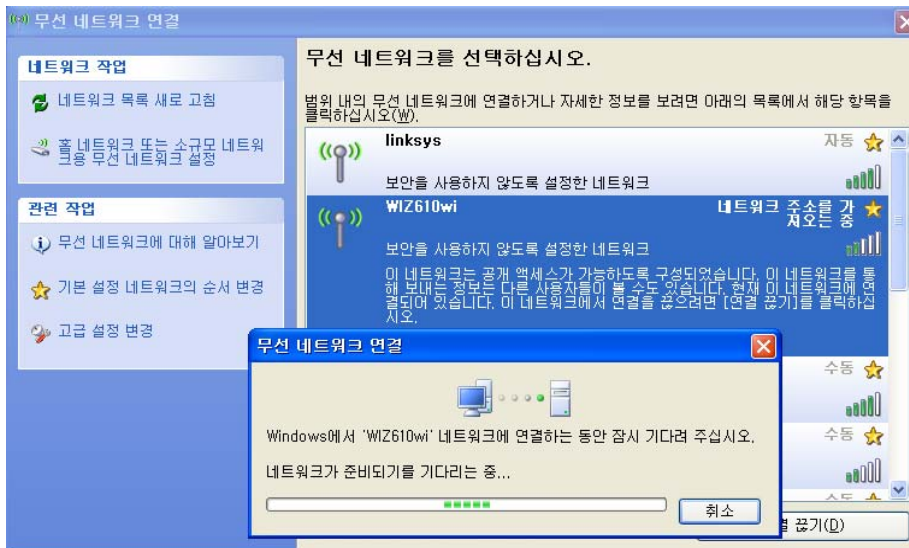 무선 네트워크 연결
네트워크 작업
네트워크 목록 새로 고침
홈 네트워크 또는 소규모 네트워
크용 무선 네트워크 설정
관련 작업
무선 네트워크에 대해 알아보기
기본 설정 네트워크의 순서 변경
고급 설정 변경
무선 네트워크를 선택하십시오.
범위 내의 무선 네트워크에 연결하거나 자세한 정보를 보려면 아래의 목록에서 해당 항목을
클릭하십시오(W).
linksys
자동
보안을 사용하지 않도록 설정한 네트워크
WIZ610wi
네트워크 주소를 가
져오는 중
보안을 사용하지 않도록 설정한 네트워크
이 네트워크는 공개 액세스가 가능하도록 구성되었습니다. 이 네트워크를 통
해 보내는 정보는 다른 사용자들이 볼 수도 있습니다. 현재 이 네트워크에 연
결되어 있습니다. 이 네트워크에서 연결을 끊으려면 [연결 끊기]를 클릭하십
시오.
수동
수동
수동
끊기(D)
무선 네트워크 연결
Windows에서 'WIZ610wi' 네트워크에 연결하는 동안 잠시 기다려 주십시오.
네트워크가 준비되기를 기다리는 중...
취소